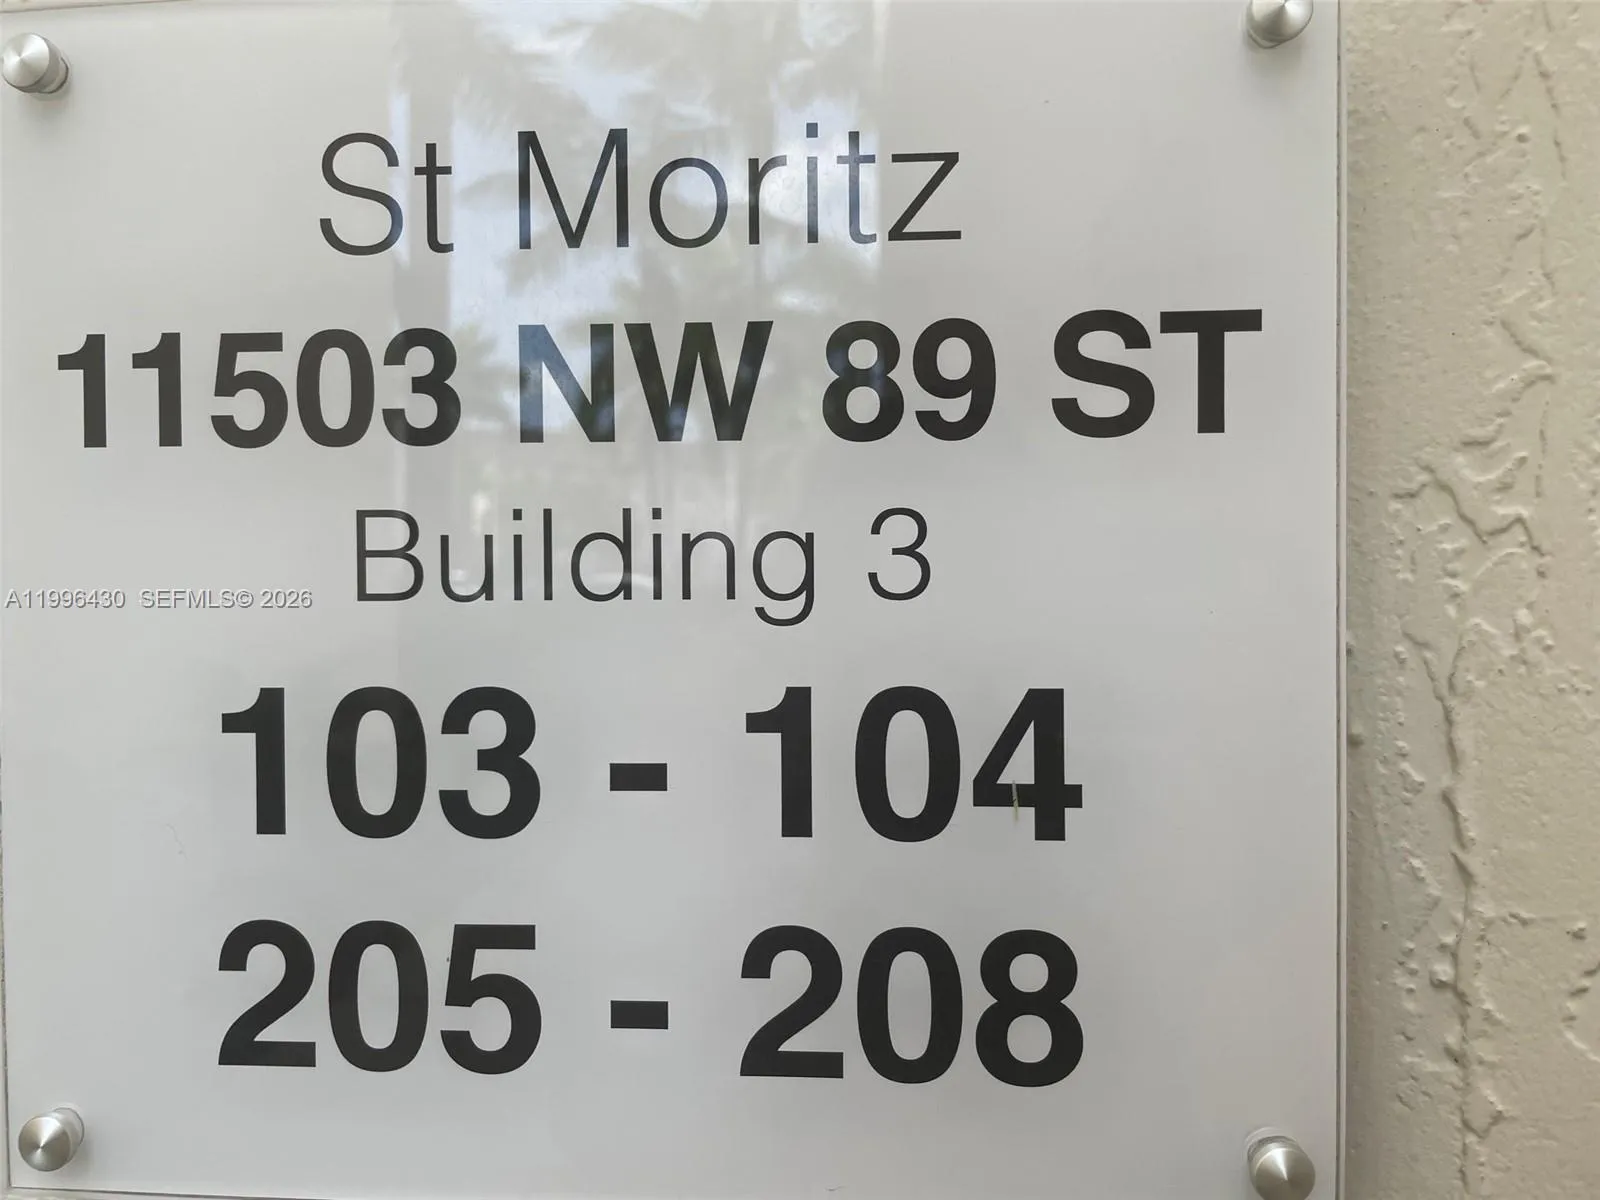 St Moritz
11503 NW 89 ST
Building 3
A11996430 SEFMLS© 2026
103 - 104
205 - 208